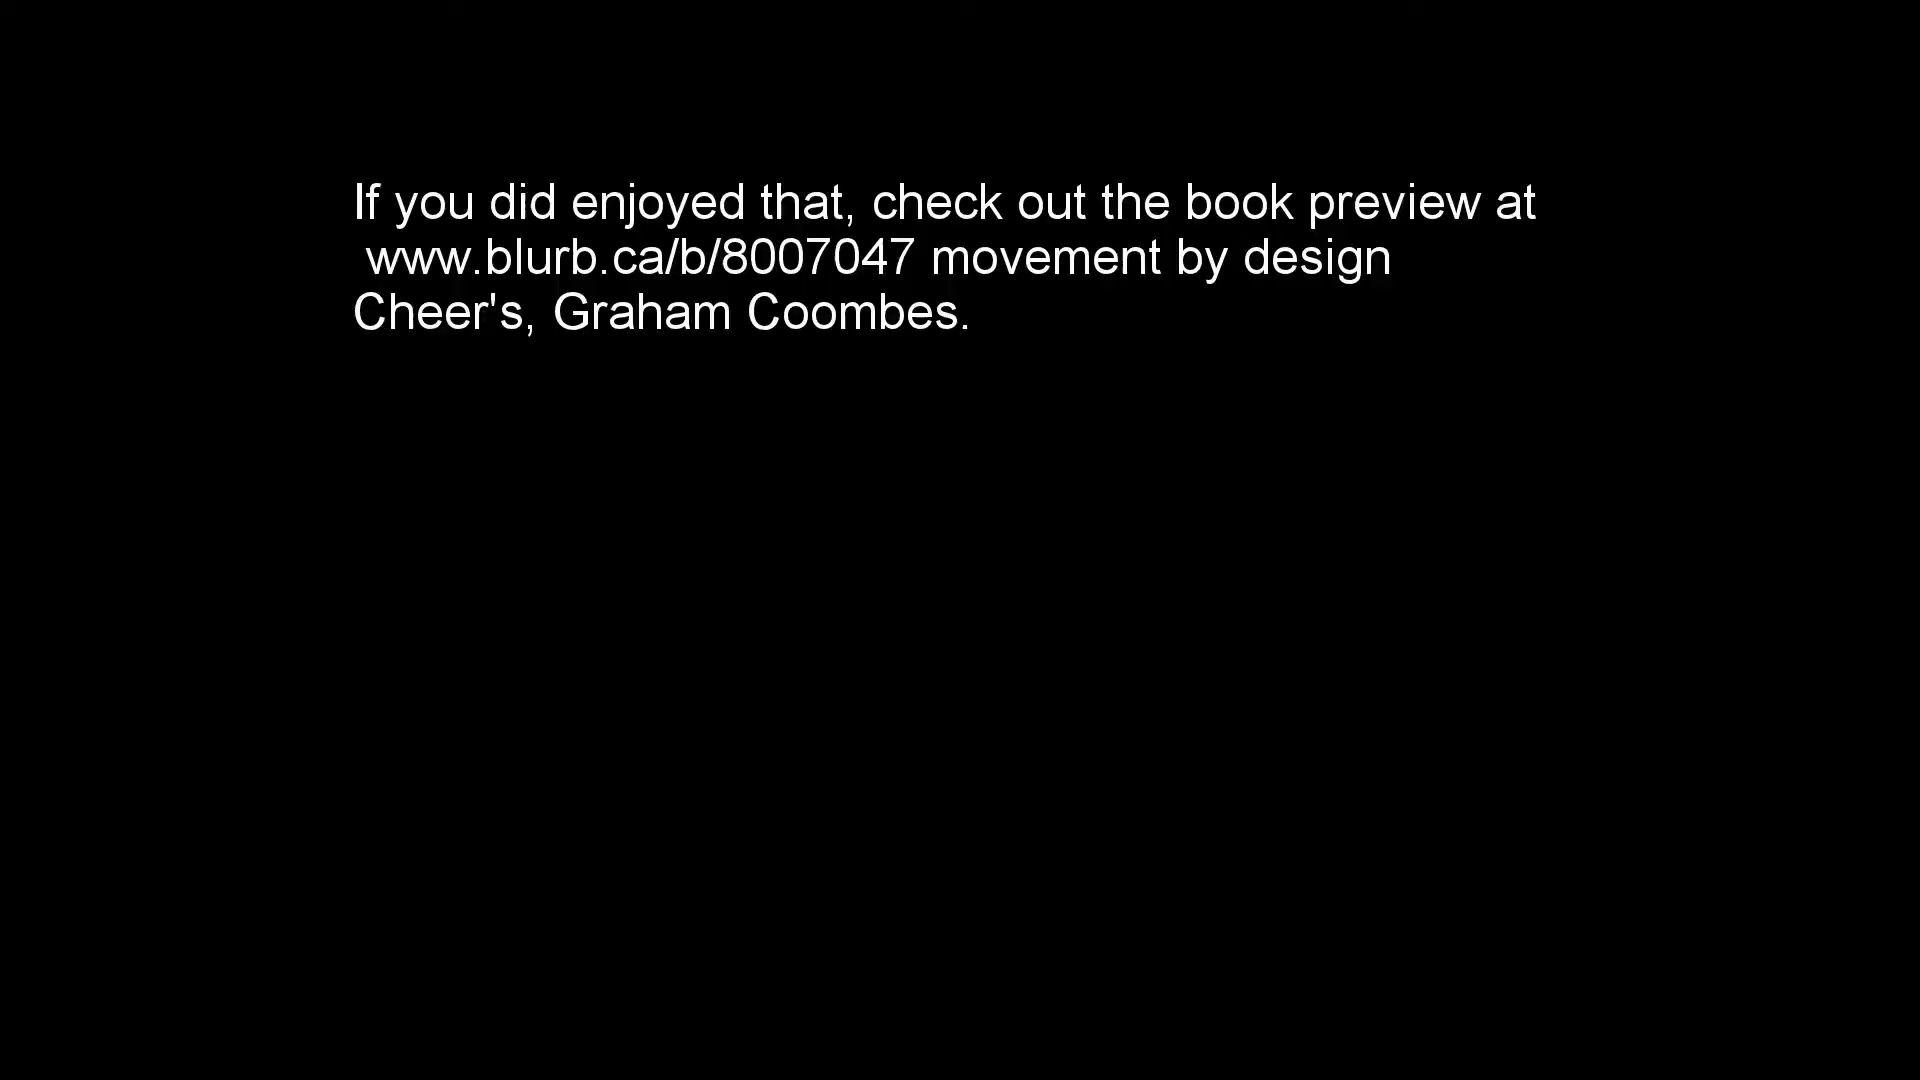 If you did enjoyed that, check out the book preview at
www.blurb.ca/b/8007047 movement by design
Cheer's, Graham Coombes.